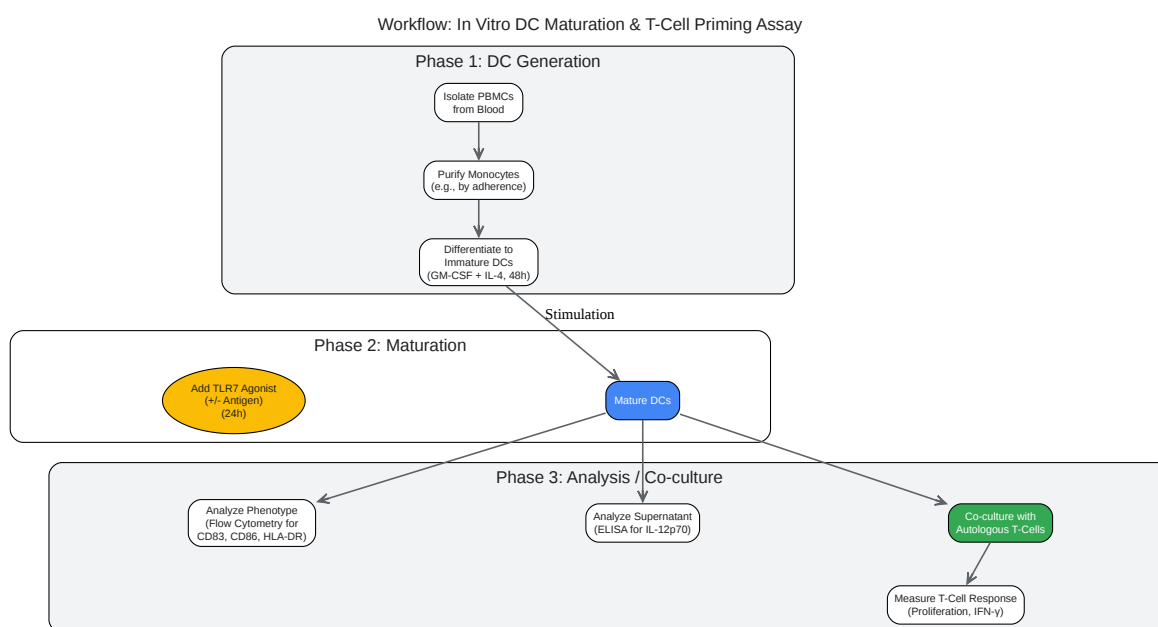 Workflow: In Vitro DC Maturation & T-Cell Priming Assay
Phase 1: DC Generation
Isolate PBMCs
from Blood
Purify Monocytes
(e.g., by adherence)
Differentiate to
Immature DCs
(GM-CSF + IL-4, 48h)
Stimulation
Phase 2: Maturation
Add TLR7 Agonist
(+/- Antigen)
(24h)
Mature DCs
Phase 3: Analysis / Co-culture
Analyze Phenotype
(Flow Cytometry for
CD83, CD86, HLA-DR)
Analyze Supernatant
(ELISA for IL-12p70)
Co-culture with
Autologous T-Cells
Measure T-Cell Response
(Proliferation, IFN-γ)